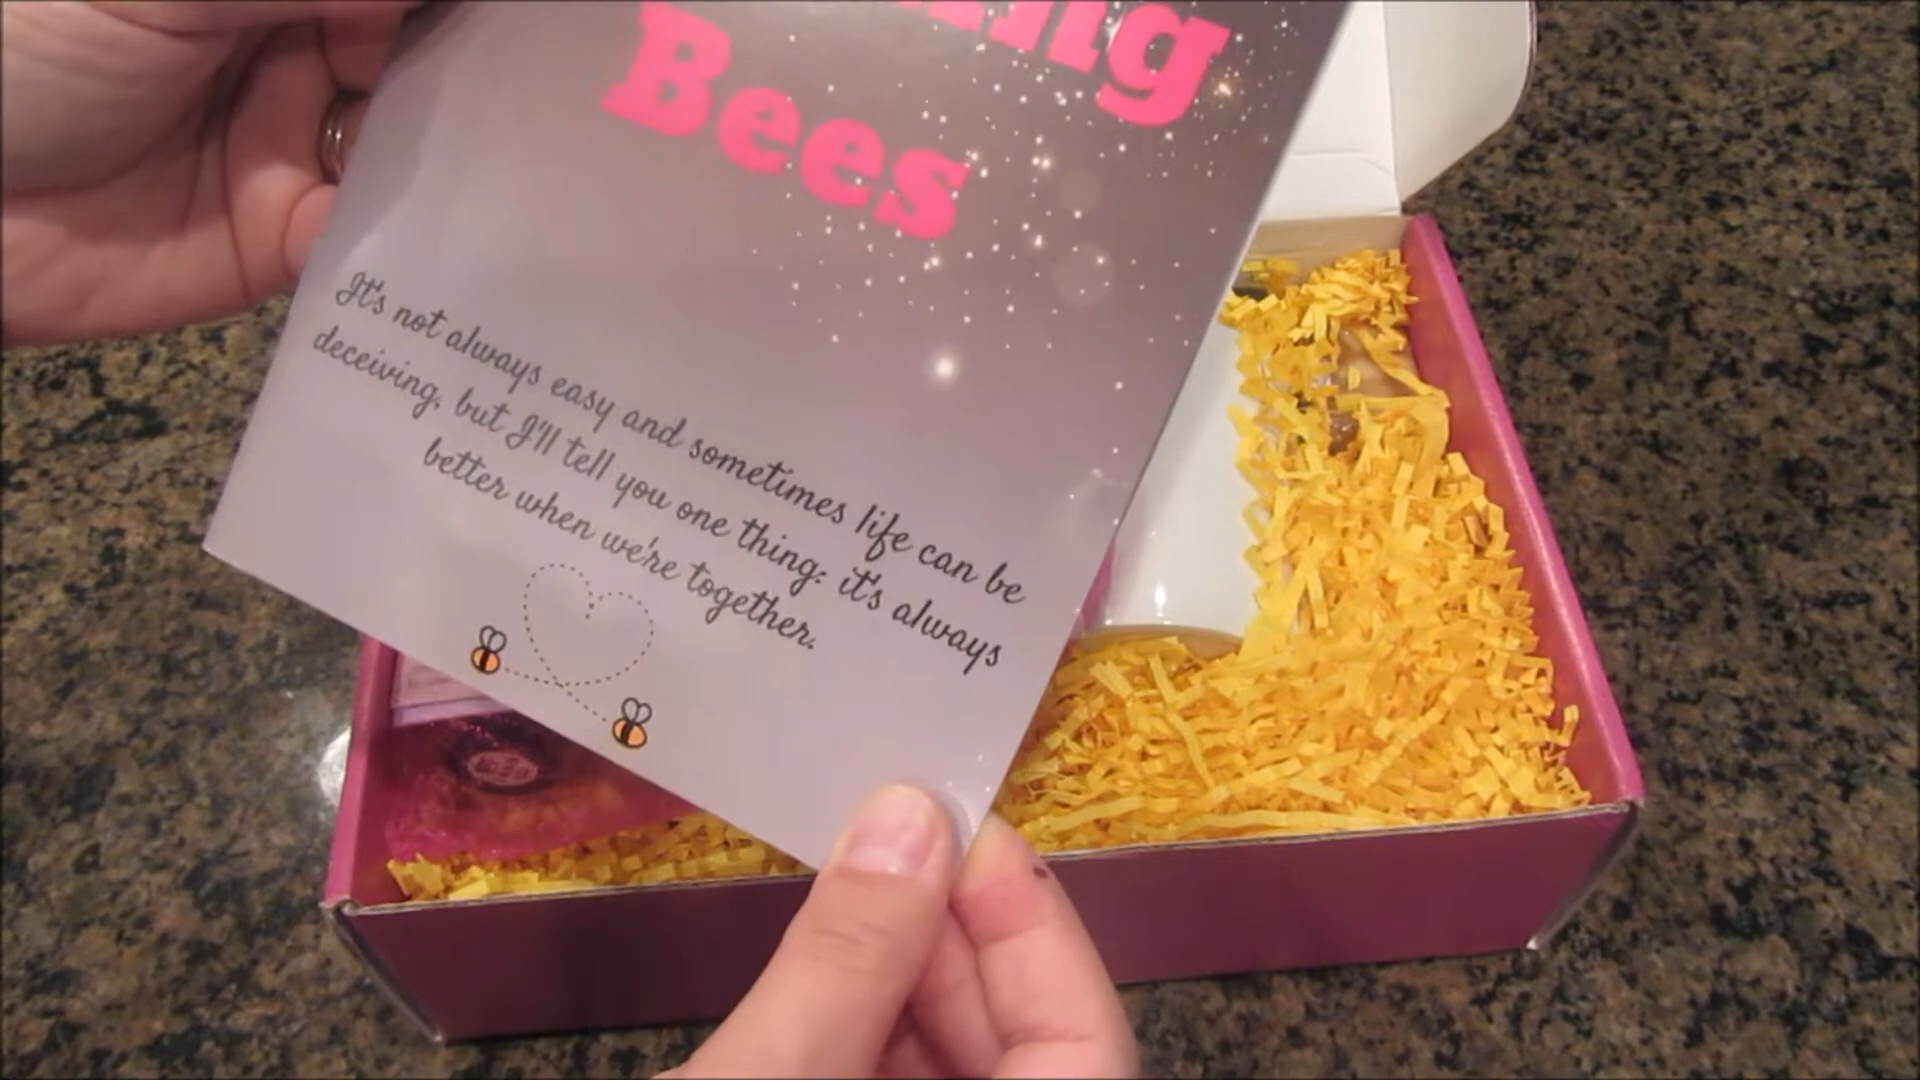 Bees
It's not always easy and sometimes life can be
deceiving, but I'll tell you one thing: it's always
better when we're together.